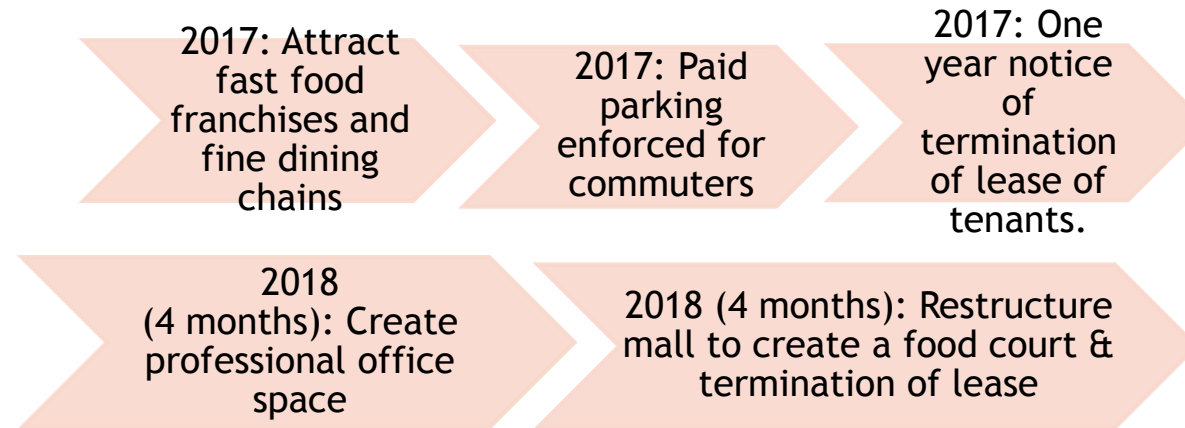 2017: Attract
fast food
franchises and
fine dining
chains
2017: Paid
parking
enforced for
commuters
2017: One
year notice
of
termination
of lease of
tenants.
2018
(4 months): Create
professional office
space
2018 (4 months): Restructure
mall to create a food court &
termination of lease